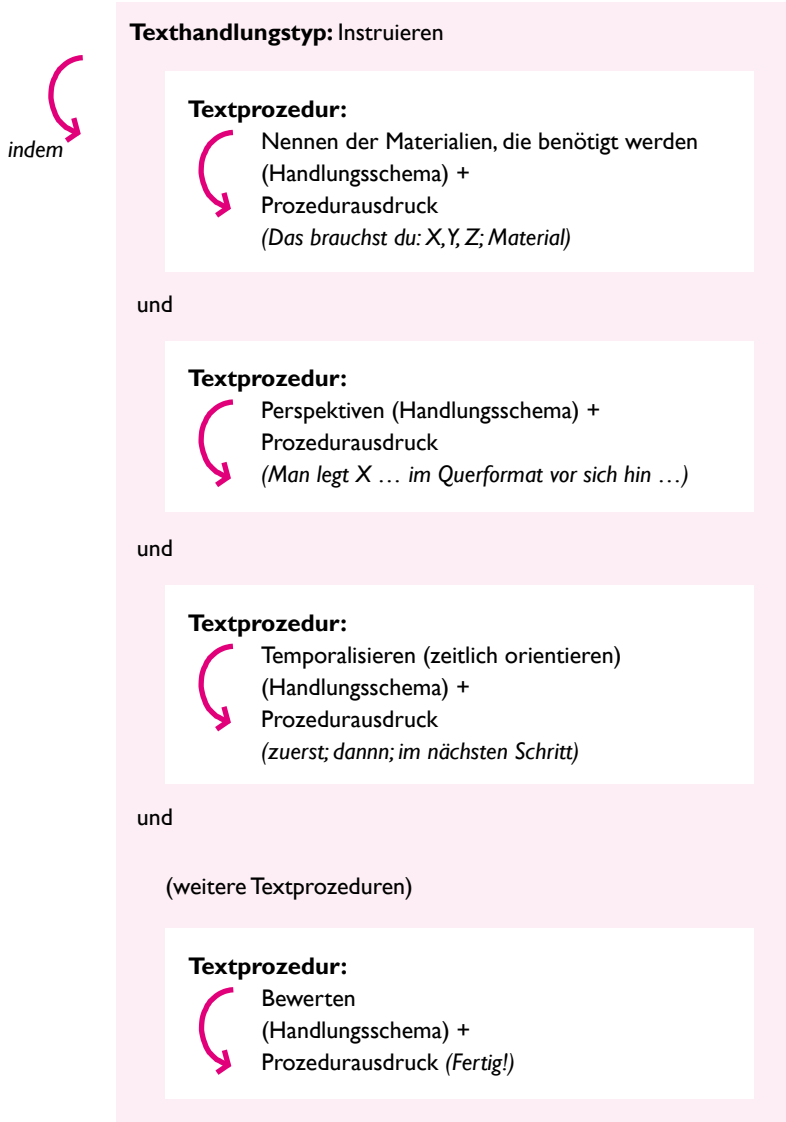 Texthandlungstyp: Instruieren
indem
Textprozedur:
Nennen der Materialien, die benötigt werden
(Handlungsschema) +
Prozedurausdruck
(Das brauchst du: X, Y, Z; Material)
und
Textprozedur:
Perspektiven (Handlungsschema) +
Prozedurausdruck
(Man legt X … im Querformat vor sich hin …)
und
Textprozedur:
Temporalisieren (zeitlich orientieren)
(Handlungsschema) +
Prozedurausdruck
(zuerst; dannn; im nächsten Schritt)
und
(weitere Textprozeduren)
Textprozedur:
Bewerten
(Handlungsschema) +
Prozedurausdruck (Fertig!)